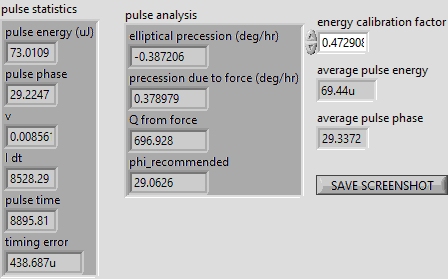 pulse statistics
pulse energy (uJ)
73.0109
pulse phase
29.2247
v
0.00856
I dt
8528.29
pulse time
8895.81
timing error
438.687u
pulse analysis
elliptical precession (deg/hr)
-0.387206
precession due to force (deg/hr)
0.378979
Q from force
696.928
phi_recommended
29.0626
energy calibration factor
0.472908
average pulse energy
69.44u
average pulse phase
29.3372
SAVE SCREENSHOT